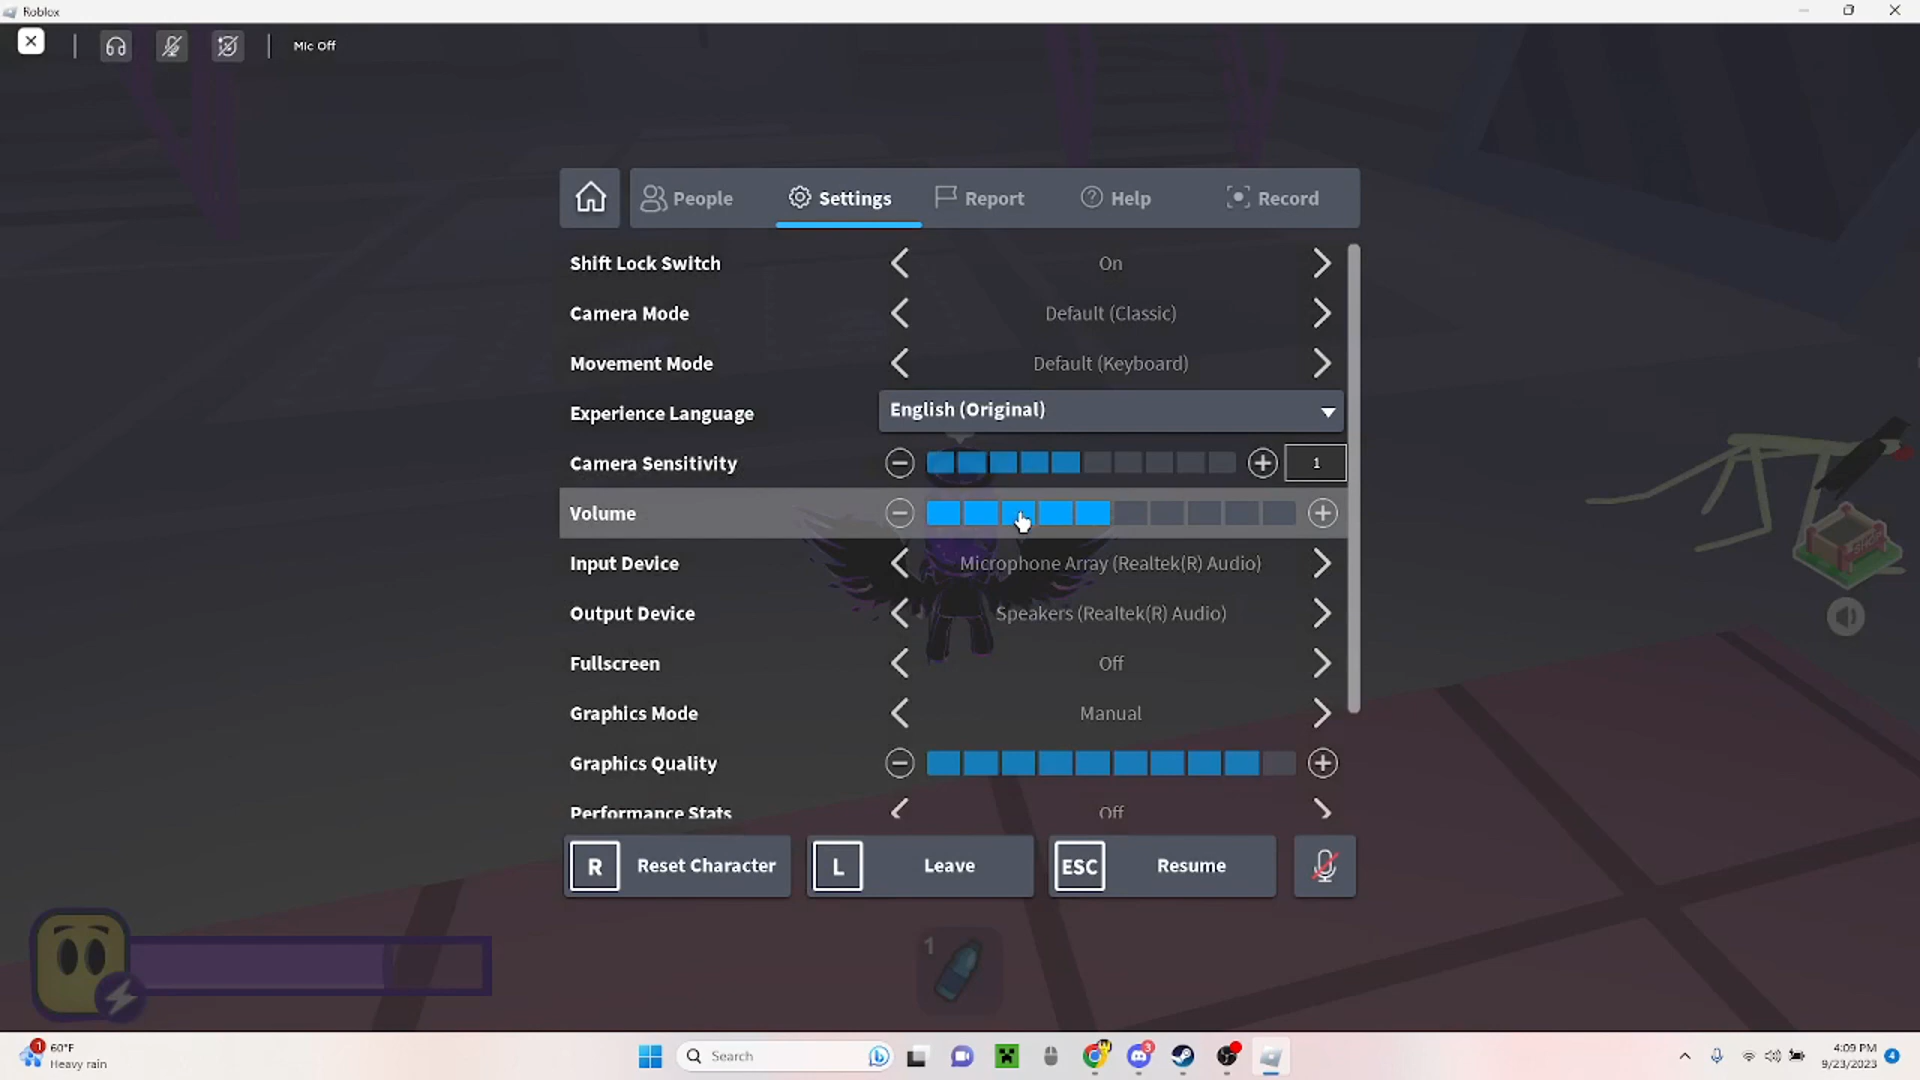 Roblox
Mic Off
People
Settings
Report
Help
Record
Shift Lock Switch
On
Camera Mode
Default (Classic)
Movement Mode
Default (Keyboard)
Experience Language
English (Original)
Camera Sensitivity
1
Volume
Input Device
Microphone Array (Realtek(R) Audio)
Output Device
Speakers (Realtek(R) Audio)
Fullscreen
Off
Graphics Mode
Manual
Graphics Quality
Performance Stats
Off
R Reset Character
L Leave
ESC Resume
1
1
60°F
Heavy rain
Search
3
4:09 PM
9/23/2023
4